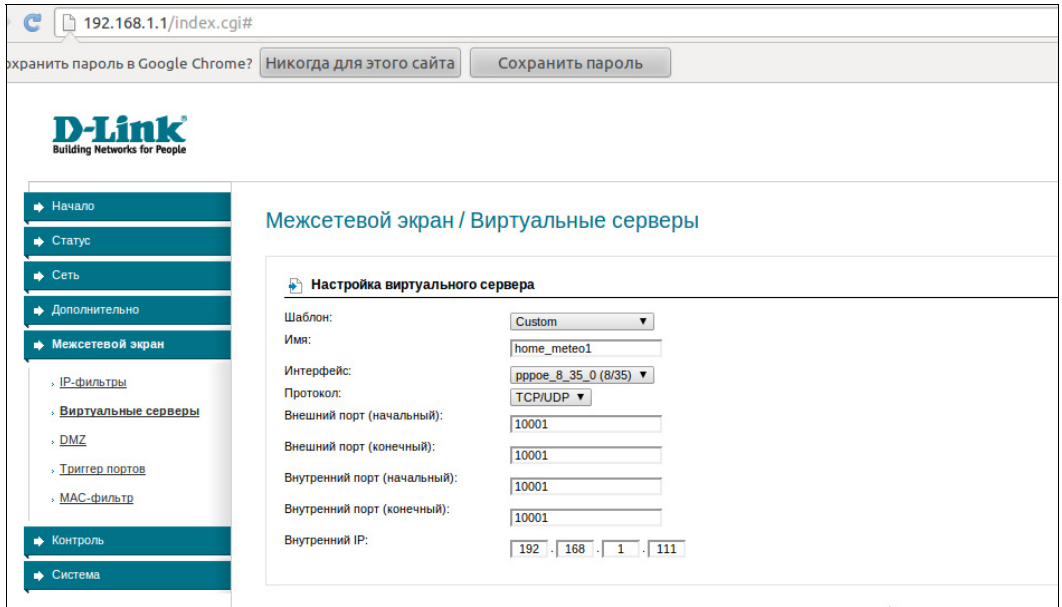 192.168.1.1/index.cgi#
охранить пароль в Google Chrome? Никогда для этого сайта Сохранить пароль
D-Link
Building Networks for People
Начало
Статус
Сеть
Дополнительно
Межсетевой экран
IP-фильтры
Виртуальные серверы
DMZ
Триггер портов
MAC-фильтр
Контроль
Система
Межсетевой экран / Виртуальные серверы
Настройка виртуального сервера
Шаблон: Custom
Имя: home_meteo1
Интерфейс: pppoe_8_35_0 (8/35)
Протокол: TCP/UDP
Внешний порт (начальный): 10001
Внешний порт (конечный): 10001
Внутренний порт (начальный): 10001
Внутренний порт (конечный): 10001
Внутренний IP: 192 . 168 . 1 . 111